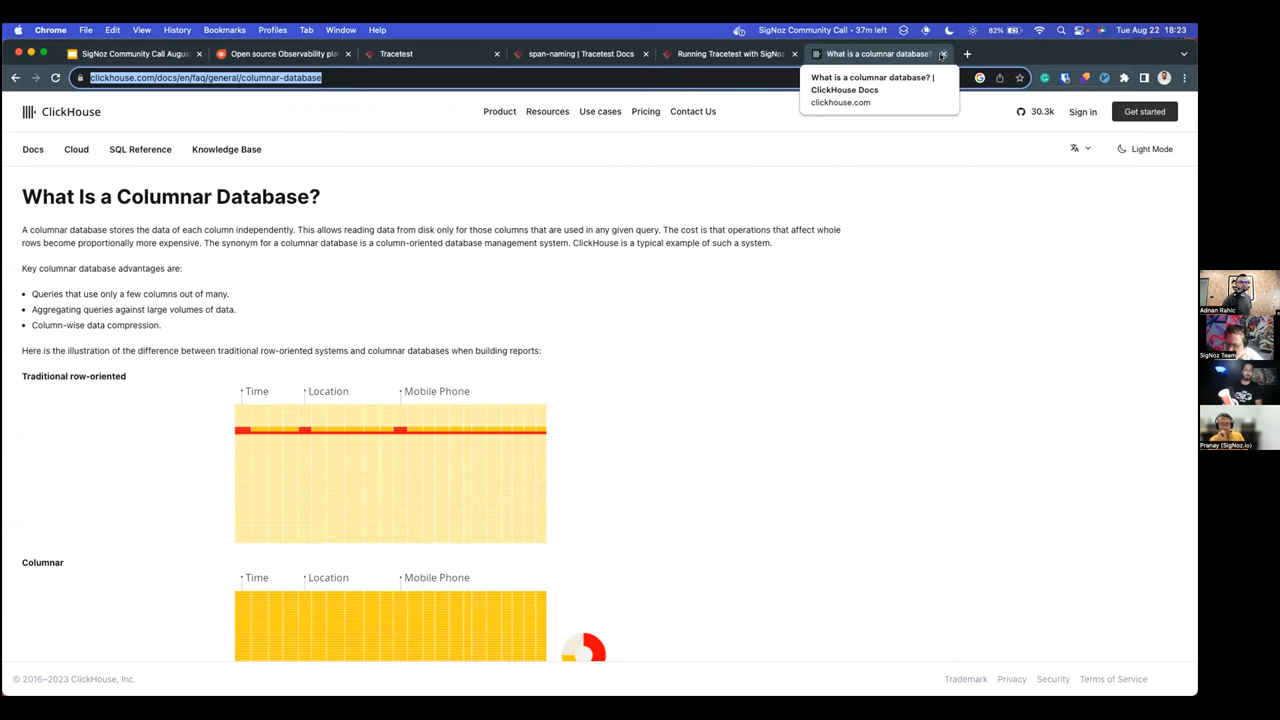 Chrome File Edit View History Bookmarks Profiles Tab Window Help SigNoz Community Call • 37m left 82% Tue Aug 22 18:23
SigNoz Community Call Augus Open source Observability pla Tracetest span-naming | Tracetest Docs Running Tracetest with SigNoz What is a columnar database?
clickhouse.com/docs/en/faq/general/columnar-database
What is a columnar database? |
ClickHouse Docs
clickhouse.com
ClickHouse Product Resources Use cases Pricing Contact Us 30.3k Sign in Get started
Docs Cloud SQL Reference Knowledge Base Light Mode
What Is a Columnar Database?
A columnar database stores the data of each column independently. This allows reading data from disk only for those columns that are used in any given query. The cost is that operations that affect whole
rows become proportionally more expensive. The synonym for a columnar database is a column-oriented database management system. ClickHouse is a typical example of such a system.
Key columnar database advantages are:
Queries that use only a few columns out of many.
Aggregating queries against large volumes of data.
Column-wise data compression.
Here is the illustration of the difference between traditional row-oriented systems and columnar databases when building reports:
Traditional row-oriented
Time Location Mobile Phone
Columnar
Time Location Mobile Phone
© 2016–2023 ClickHouse, Inc. Trademark Privacy Security Terms of Service
Adnan Rahic
SigNoz Team
Pranay (SigNoz.io)